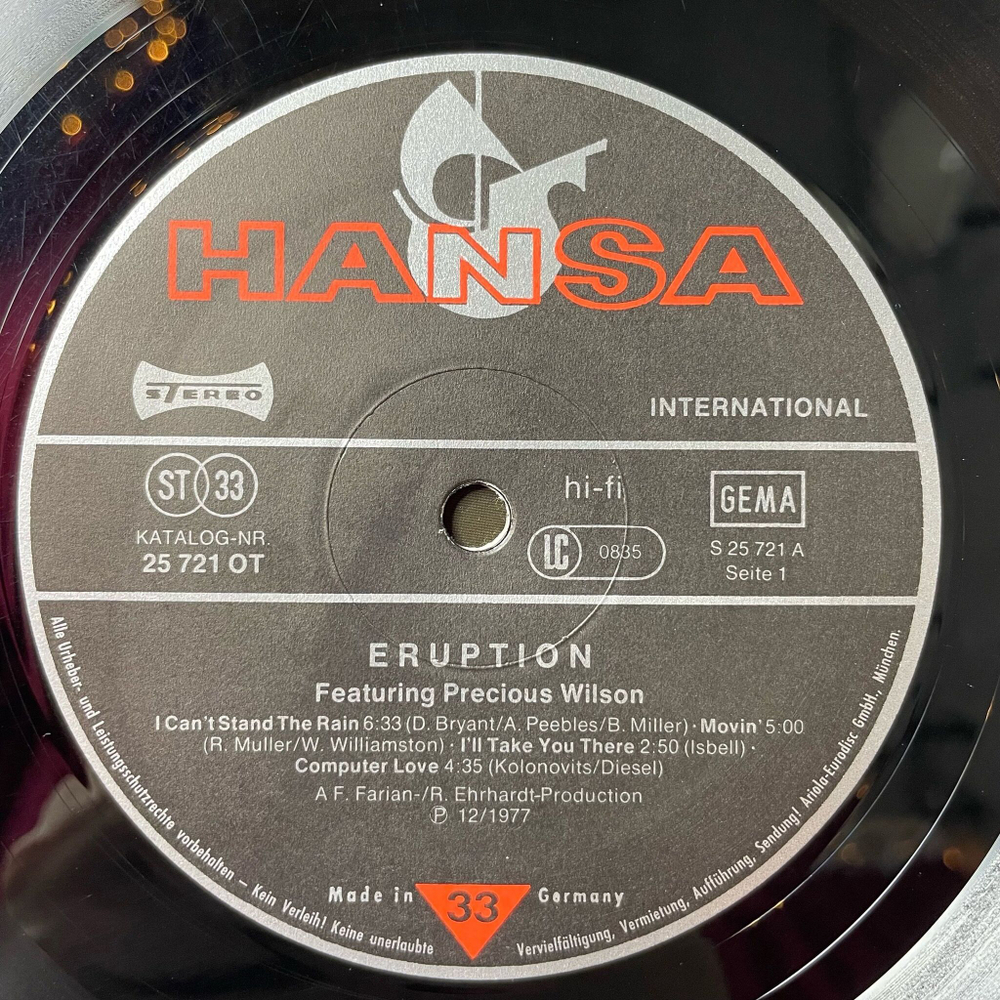 HANSA
STEREO
INTERNATIONAL
ST 33
hi-fi
GEMA
KATALOG-NR.
25 721 OT
LC 0835
S 25 721 A
Seite 1
ERUPTION
Featuring Precious Wilson
I Can't Stand The Rain 6:33 (D. Bryant/A. Peebles/B. Miller) · Movin' 5:00
(R. Muller/W. Williamston) · I'll Take You There 2:50 (Isbell) ·
Computer Love 4:35 (Kolonovits/Diesel)
A F. Farian-/R. Ehrhardt-Production
Ⓟ 12/1977
Made in 33 Germany
Alle Urheber- und Leistungsschutzrechte vorbehalten – Kein Verleih! Keine unerlaubte Vervielfältigung, Vermietung, Aufführung, Sendung! Ariola-Eurodisc GmbH., München.